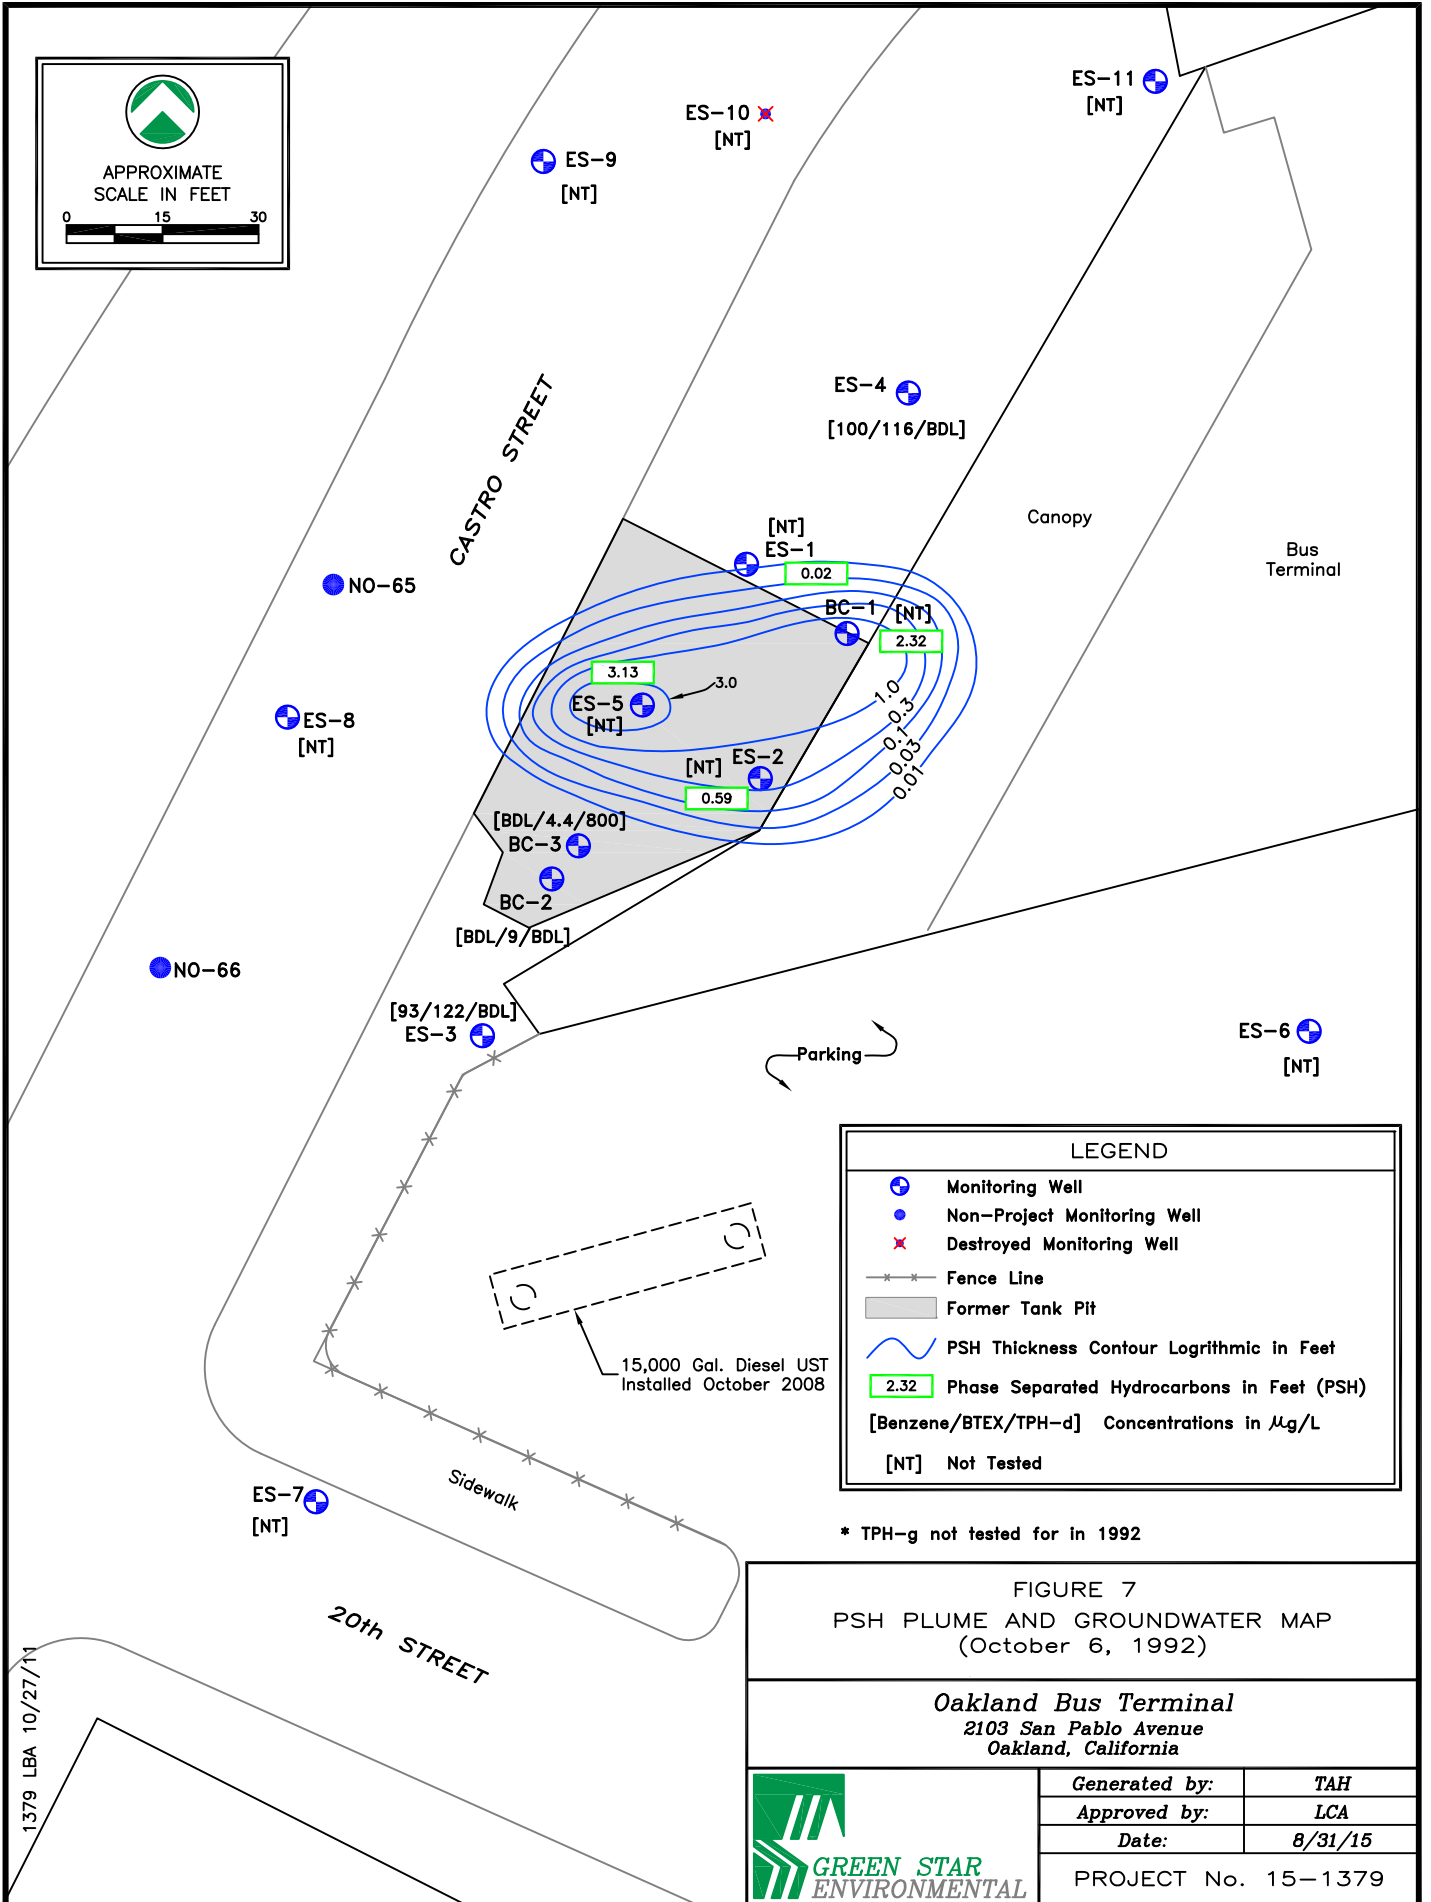 APPROXIMATE
SCALE IN FEET
0 15 30
ES-11
[NT]
ES-10
[NT]
ES-9
[NT]
CASTRO STREET
ES-4
[100/116/BDL]
Canopy
Bus
Terminal
[NT]
ES-1
0.02
NO-65
BC-1
[NT]
2.32
3.13
3.0
ES-5
[NT]
1.0
0.3
0.1
0.03
0.01
ES-8
[NT]
ES-2
[NT]
0.59
[BDL/4.4/800]
BC-3
BC-2
[BDL/9/BDL]
NO-66
[93/122/BDL]
ES-3
Parking
ES-6
[NT]
15,000 Gal. Diesel UST
Installed October 2008
Sidewalk
ES-7
[NT]
20th STREET
LEGEND
Monitoring Well
Non-Project Monitoring Well
Destroyed Monitoring Well
Fence Line
Former Tank Pit
PSH Thickness Contour Logrithmic in Feet
2.32 Phase Separated Hydrocarbons in Feet (PSH)
[Benzene/BTEX/TPH-d] Concentrations in μg/L
[NT] Not Tested
* TPH-g not tested for in 1992
FIGURE 7
PSH PLUME AND GROUNDWATER MAP
(October 6, 1992)
Oakland Bus Terminal
2103 San Pablo Avenue
Oakland, California
GREEN STAR
ENVIRONMENTAL
Generated by: TAH
Approved by: LCA
Date: 8/31/15
PROJECT No. 15-1379
1379 LBA 10/27/11